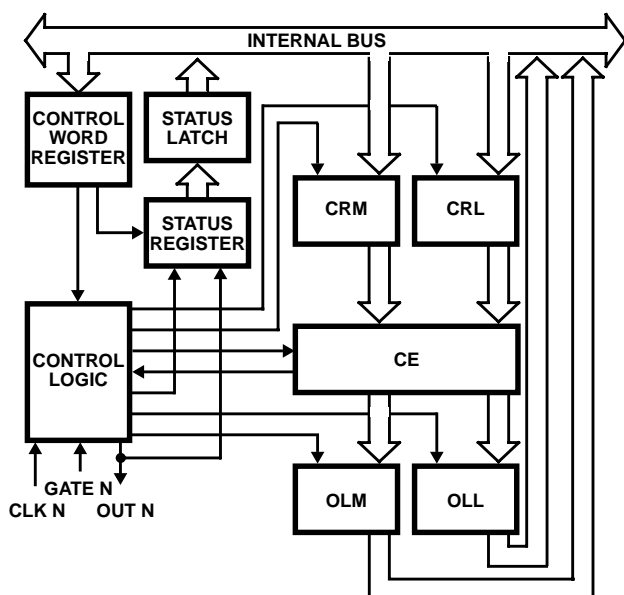 INTERNAL BUS
CONTROL
WORD
REGISTER
STATUS
LATCH
STATUS
REGISTER
CRM
CRL
CONTROL
LOGIC
CE
OLM
OLL
GATE N
CLK N
OUT N